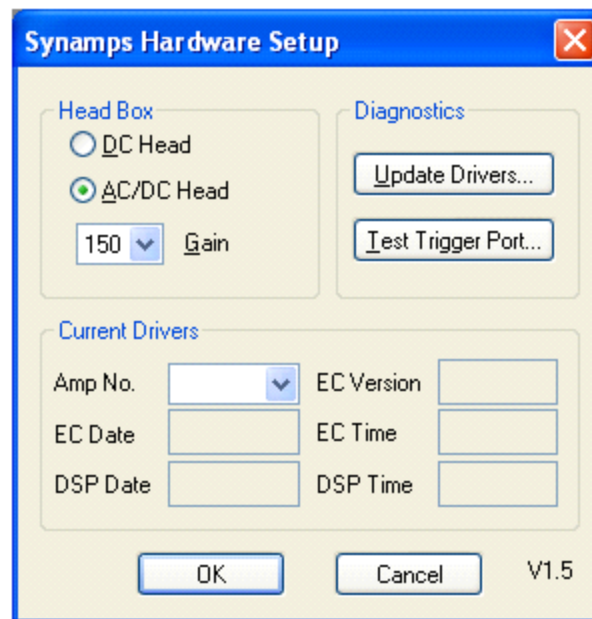 Synamps Hardware Setup
Head Box
DC Head
AC/DC Head
150 Gain
Diagnostics
Update Drivers...
Test Trigger Port...
Current Drivers
Amp No. EC Version
EC Date EC Time
DSP Date DSP Time
OK Cancel V1.5